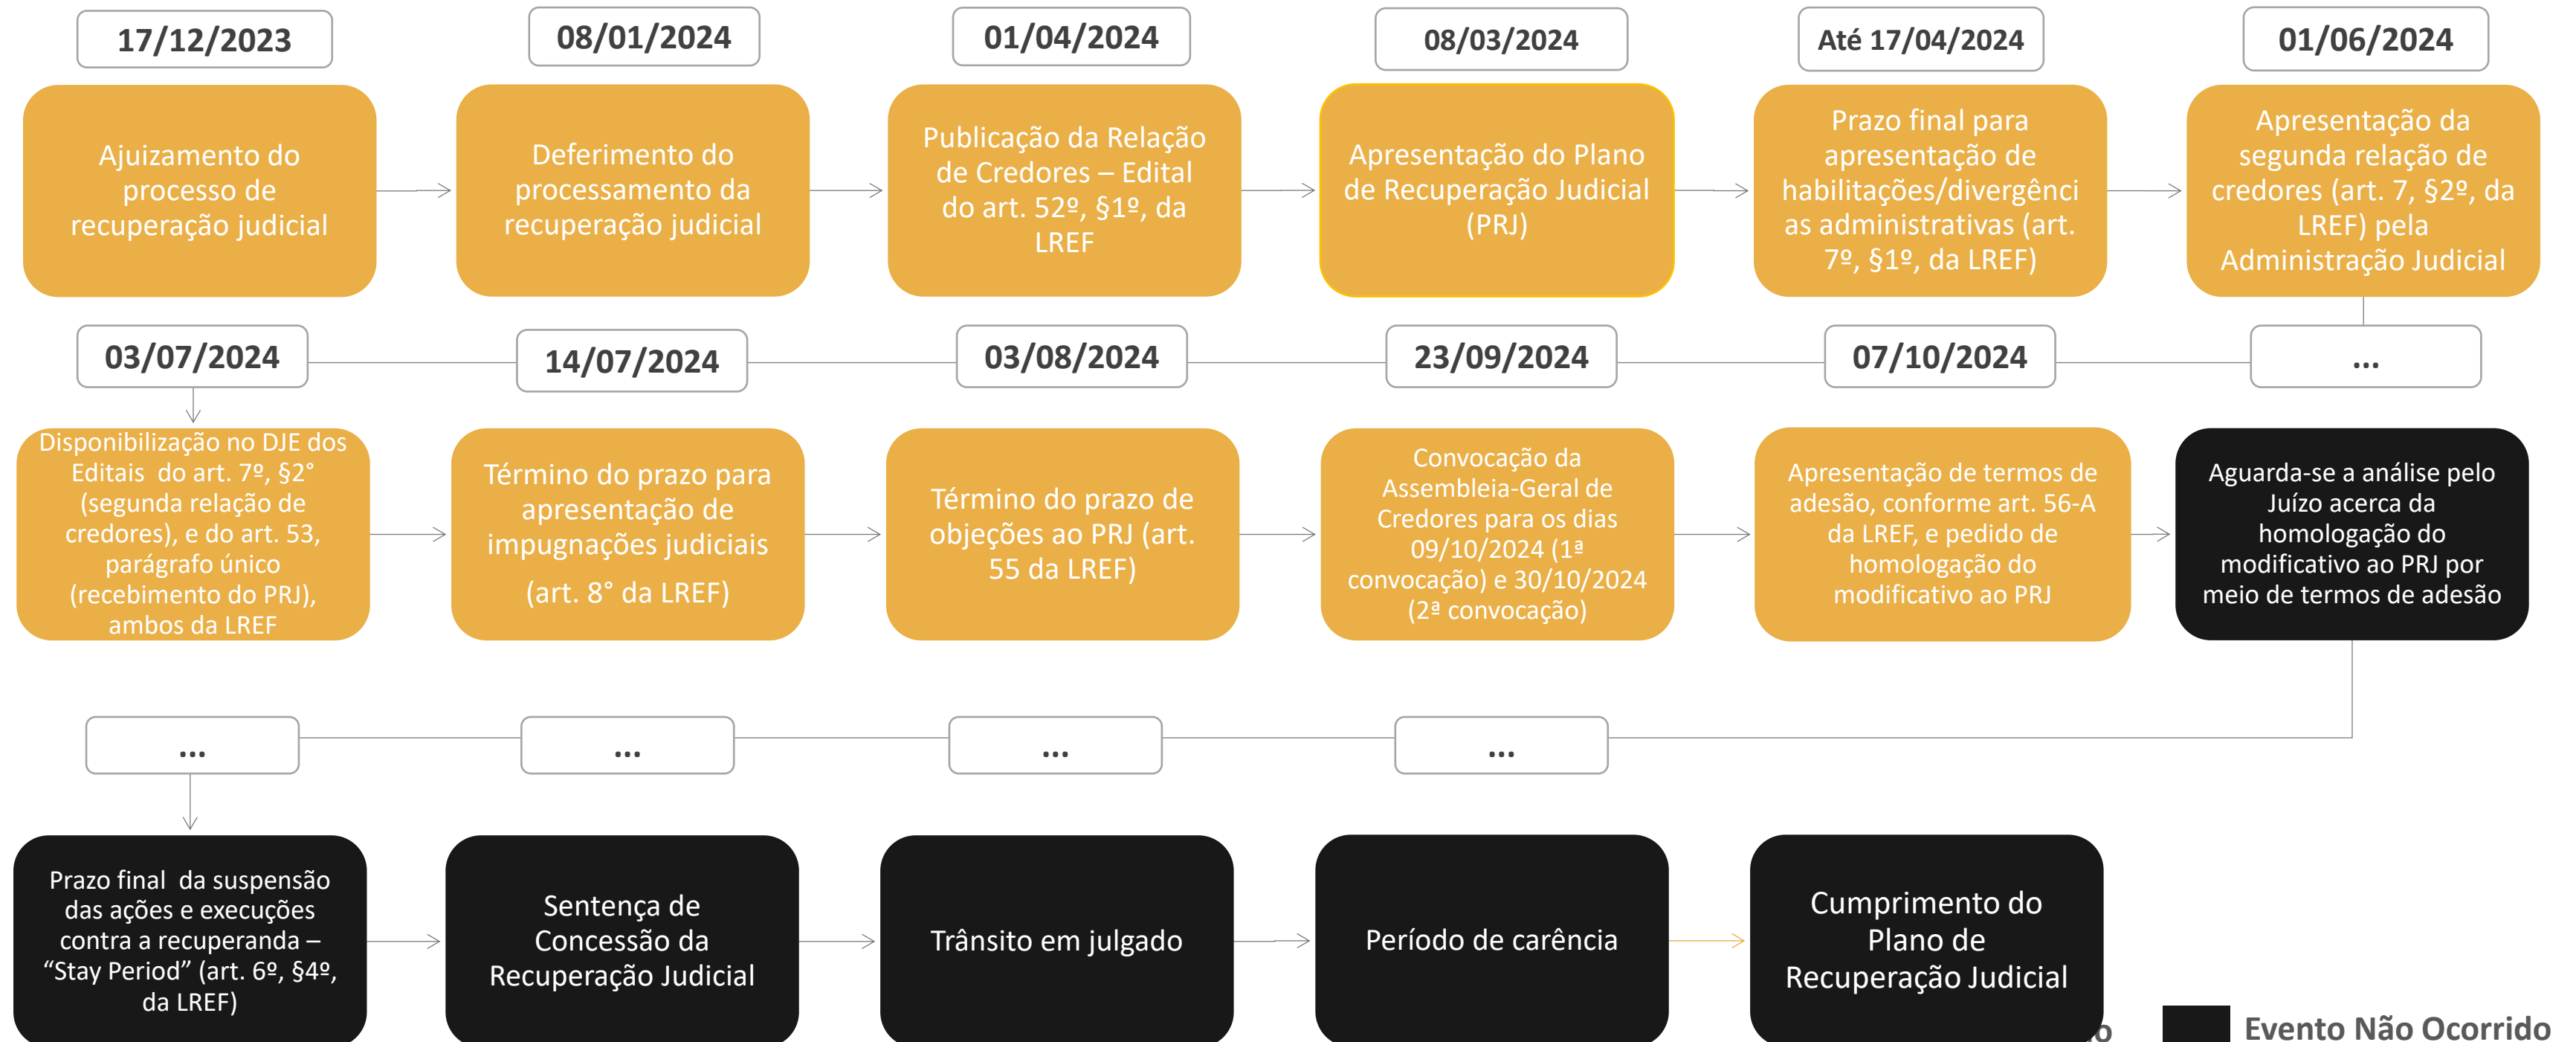 17/12/2023
08/01/2024
01/04/2024
08/03/2024
Até 17/04/2024
01/06/2024
Ajuizamento do
processo de
recuperação judicial
Deferimento do
processamento da
recuperação judicial
Publicação da Relação
de Credores – Edital
do art. 52º, §1º, da
LREF
Apresentação do Plano
de Recuperação Judicial
(PRJ)
Prazo final para
apresentação de
habilitações/divergênci
as administrativas (art.
7º, §1º, da LREF)
Apresentação da
segunda relação de
credores (art. 7, §2º, da
LREF) pela
Administração Judicial
03/07/2024
14/07/2024
03/08/2024
23/09/2024
07/10/2024
...
Disponibilização no DJE dos
Editais do art. 7º, §2°
(segunda relação de
credores), e do art. 53,
parágrafo único
(recebimento do PRJ),
ambos da LREF
Término do prazo para
apresentação de
impugnações judiciais
(art. 8° da LREF)
Término do prazo de
objeções ao PRJ (art.
55 da LREF)
Convocação da
Assembleia-Geral de
Credores para os dias
09/10/2024 (1ª
convocação) e 30/10/2024
(2ª convocação)
Apresentação de termos de
adesão, conforme art. 56-A
da LREF, e pedido de
homologação do
modificativo ao PRJ
Aguarda-se a análise pelo
Juízo acerca da
homologação do
modificativo ao PRJ por
meio de termos de adesão
...
...
...
...
Prazo final da suspensão
das ações e execuções
contra a recuperanda –
“Stay Period” (art. 6º, §4º,
da LREF)
Sentença de
Concessão da
Recuperação Judicial
Trânsito em julgado
Período de carência
Cumprimento do
Plano de
Recuperação Judicial
Evento Não Ocorrido